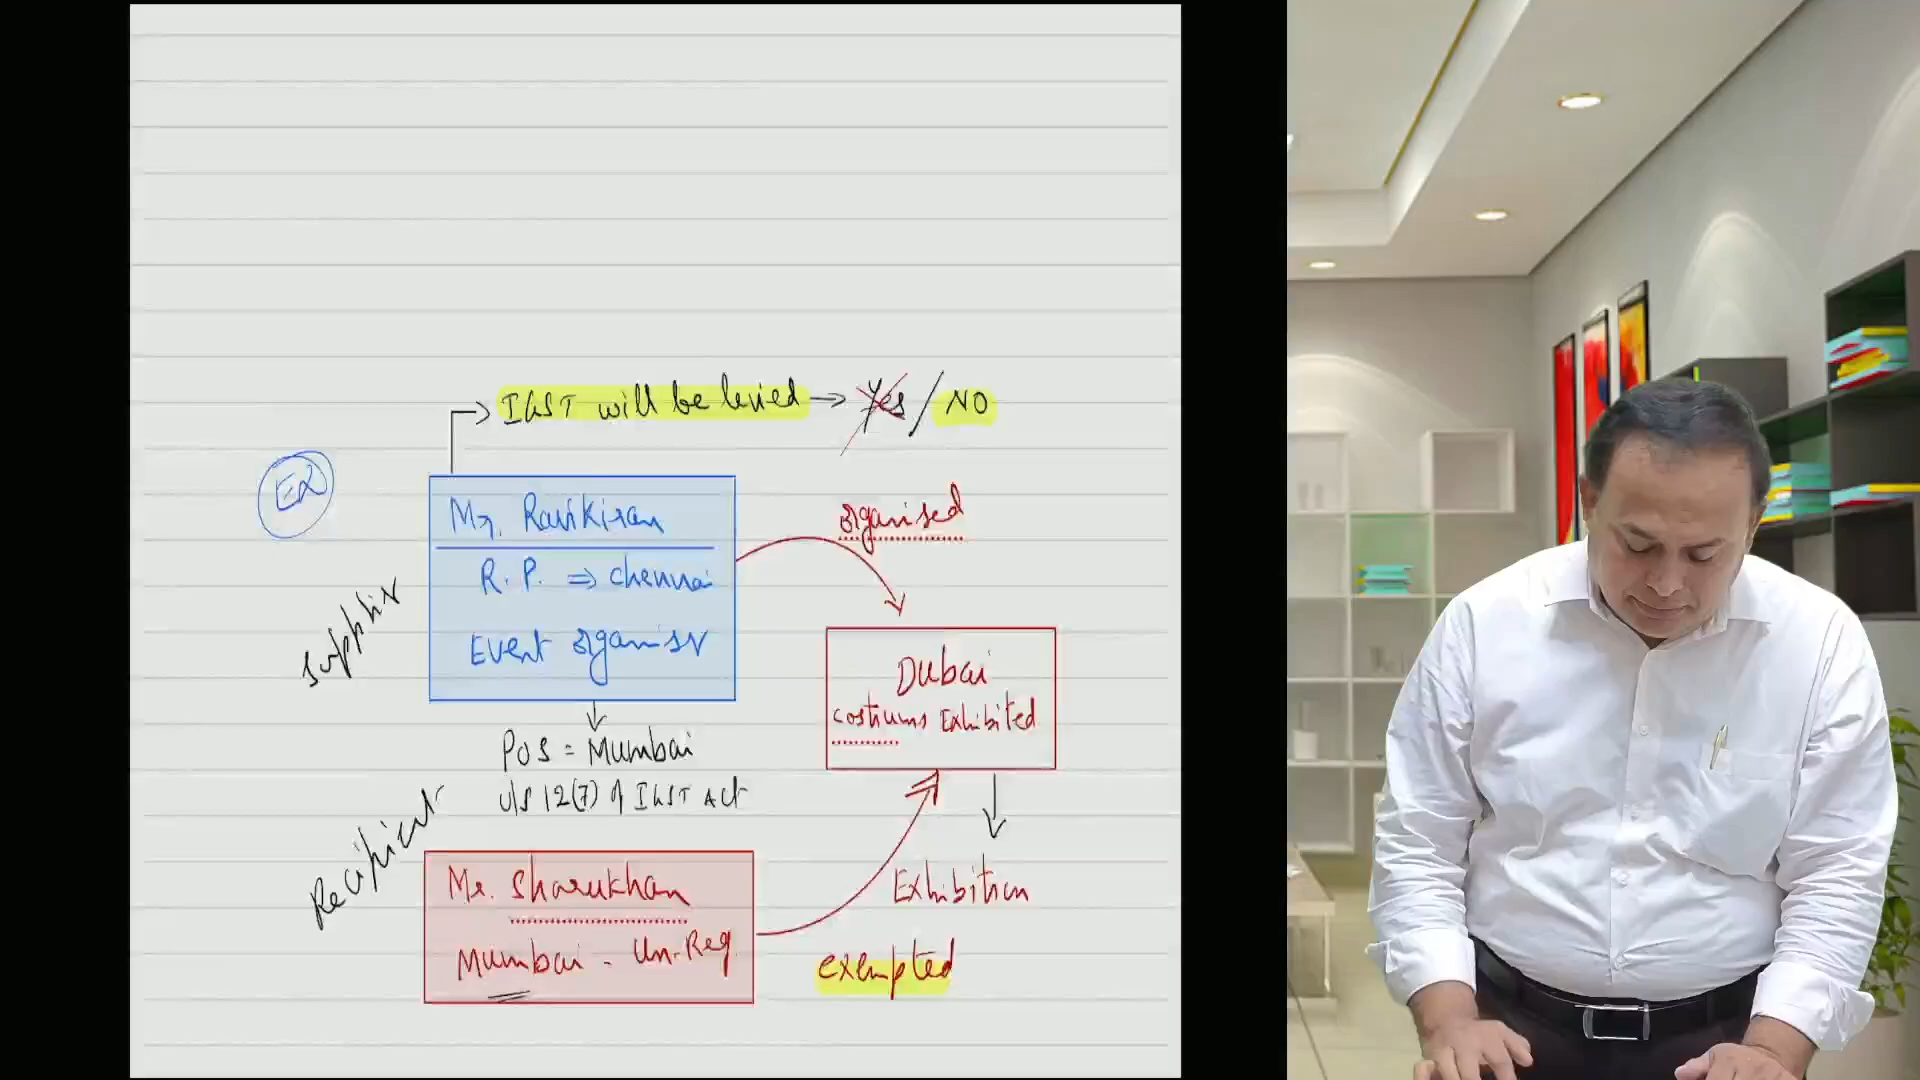 IGST will be levied → Yes / NO
Ex
Mr. Ravikiran
R.P. ⇒ chennai
Event organiser
supplier
organised
Dubai
costiums Exhibited
POS = Mumbai
u/s 12(7) of IGST Act
Recipient
Mr. Sharukhan
Mumbai - Un-Reg.
Exhibition
exempted